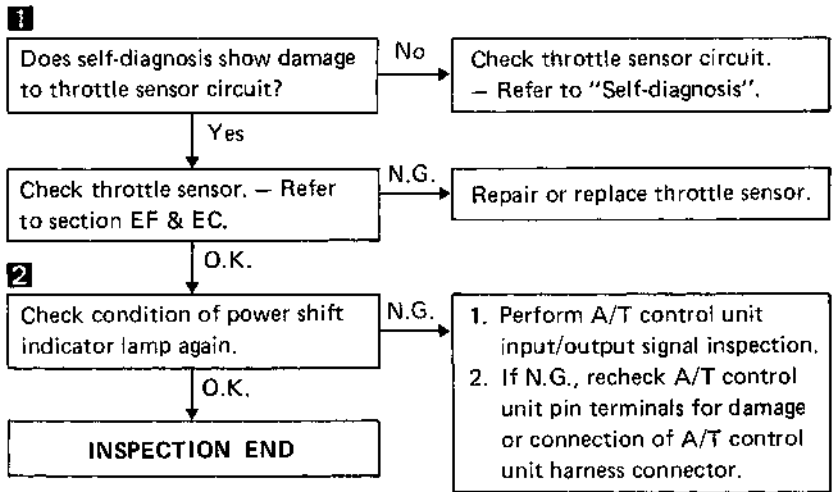 1
Does self-diagnosis show damage
to throttle sensor circuit?
No
Check throttle sensor circuit.
— Refer to "Self-diagnosis".
Yes
Check throttle sensor. — Refer
to section EF & EC.
N.G.
Repair or replace throttle sensor.
O.K.
2
Check condition of power shift
indicator lamp again.
N.G.
1. Perform A/T control unit
input/output signal inspection.
2. If N.G., recheck A/T control
unit pin terminals for damage
or connection of A/T control
unit harness connector.
O.K.
INSPECTION END